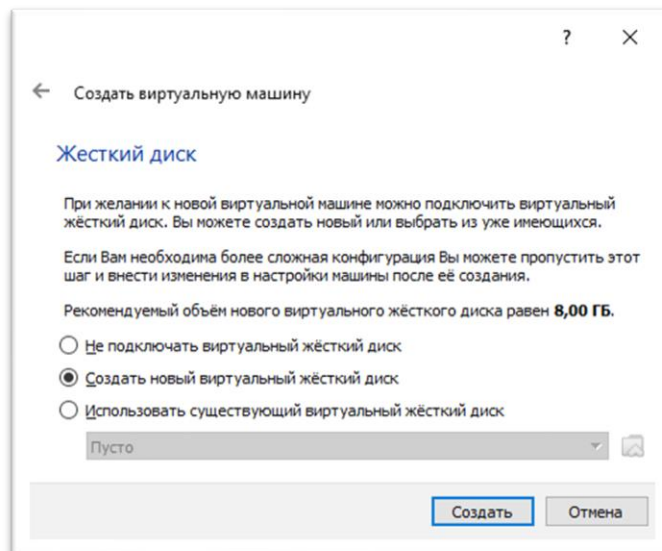 ?
Создать виртуальную машину
Жесткий диск
При желании к новой виртуальной машине можно подключить виртуальный
жёсткий диск. Вы можете создать новый или выбрать из уже имеющихся.
Если Вам необходима более сложная конфигурация Вы можете пропустить этот
шаг и внести изменения в настройки машины после её создания.
Рекомендуемый объём нового виртуального жёсткого диска равен 8,00 ГБ.
Не подключать виртуальный жёсткий диск
Создать новый виртуальный жёсткий диск
Использовать существующий виртуальный жёсткий диск
Пусто
Создать Отмена